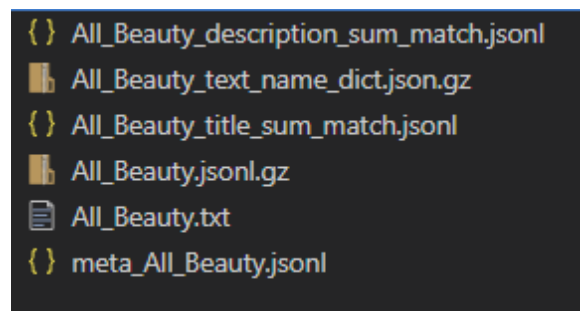 { } All_Beauty_description_sum_match.jsonl
All_Beauty_text_name_dict.json.gz
{ } All_Beauty_title_sum_match.jsonl
All_Beauty.jsonl.gz
All_Beauty.txt
{ } meta_All_Beauty.jsonl